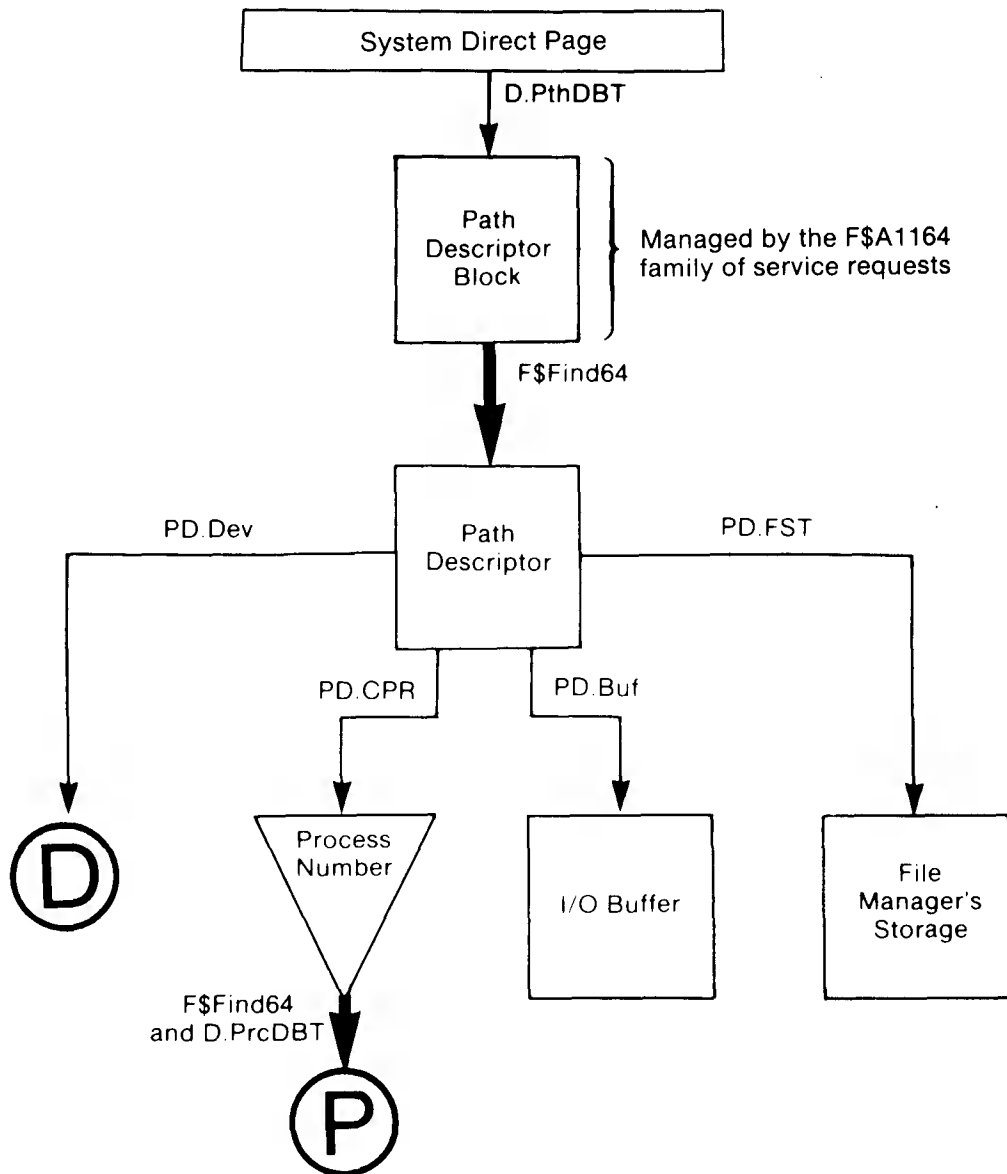 System Direct Page
D.PthDBT
Path
Descriptor
Block
Managed by the F$A1164
family of service requests
F$Find64
PD.Dev
Path
Descriptor
PD.FST
PD.CPR
PD.Buf
D
Process
Number
I/O Buffer
File
Manager's
Storage
F$Find64
and D.PrcDBT
P